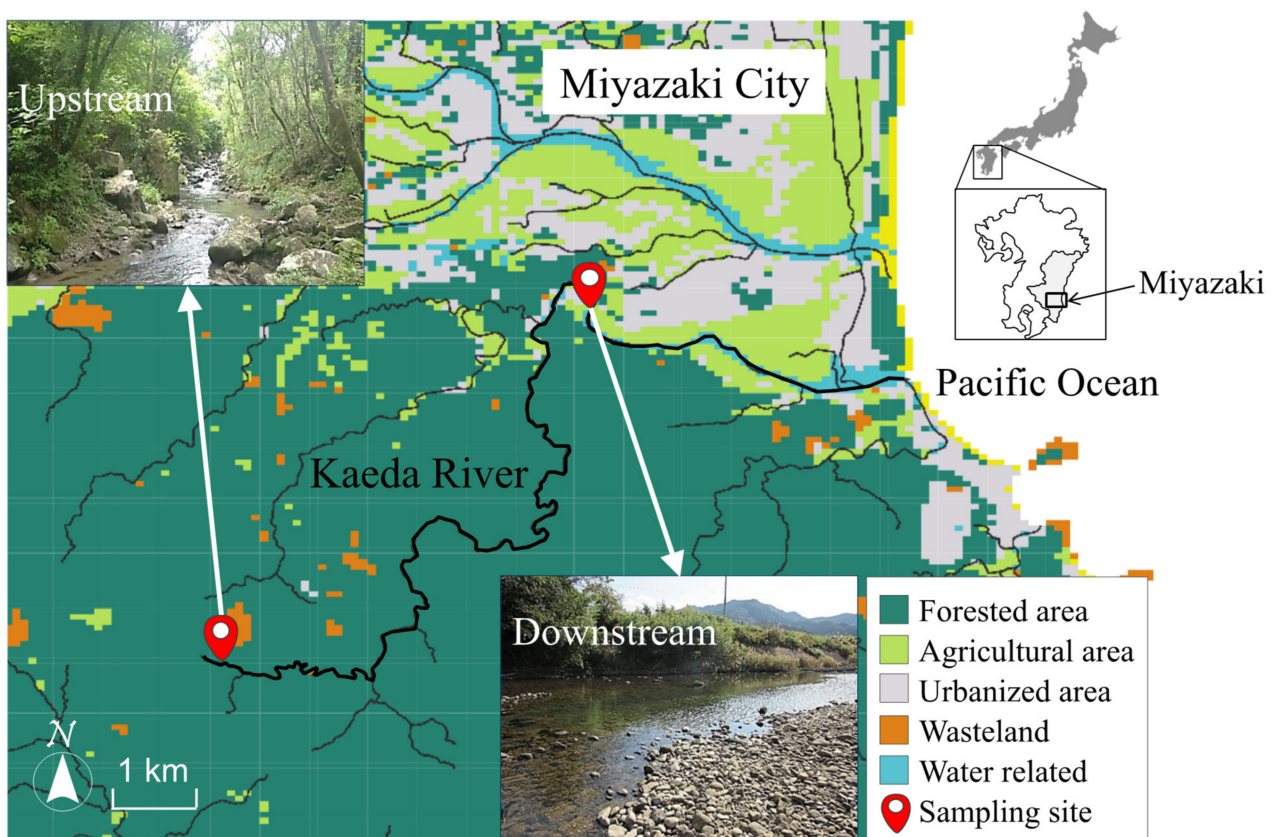 Upstream
Miyazaki City
Miyazaki
Pacific Ocean
Kaeda River
Downstream
N
1 km
Forested area
Agricultural area
Urbanized area
Wasteland
Water related
Sampling site